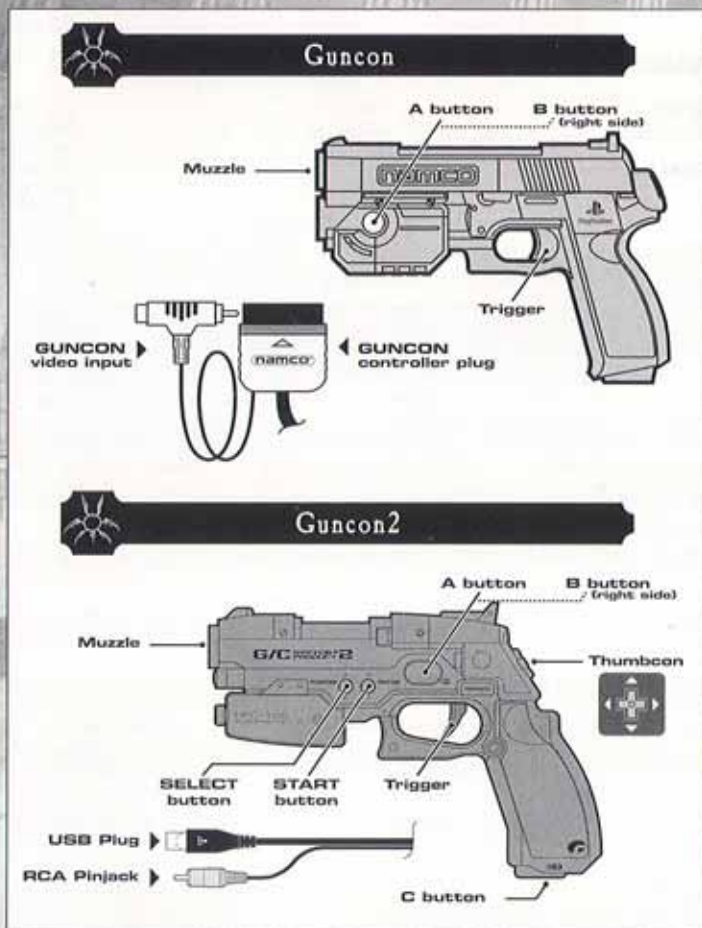 Guncon
A button
B button
(right side)
Muzzle
namco
PlayStation
Trigger
GUNCON
video input
namco
GUNCON
controller plug
Guncon2
A button
B button
(right side)
Muzzle
G/C
2
Thumbcon
SELECT
button
START
button
Trigger
USB Plug
RCA Pinjack
C button